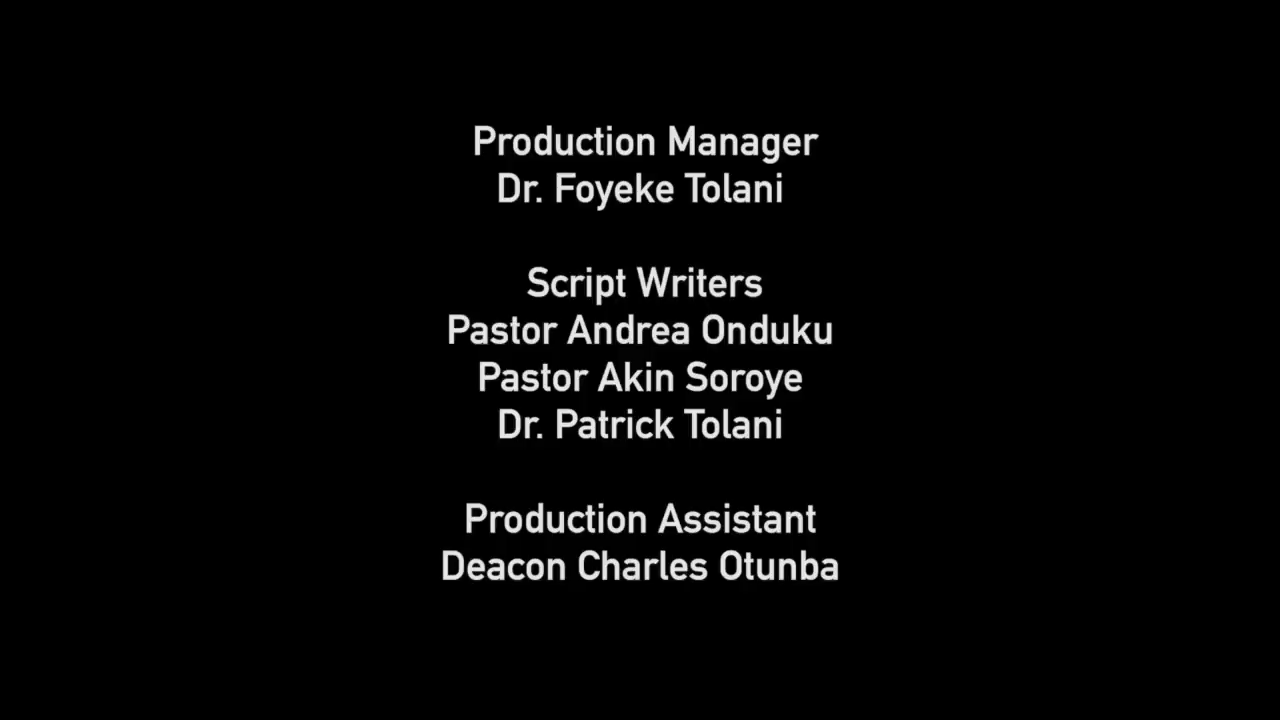 Production Manager
Dr. Foyeke Tolani
Script Writers
Pastor Andrea Onduku
Pastor Akin Soroye
Dr. Patrick Tolani
Production Assistant
Deacon Charles Otunba